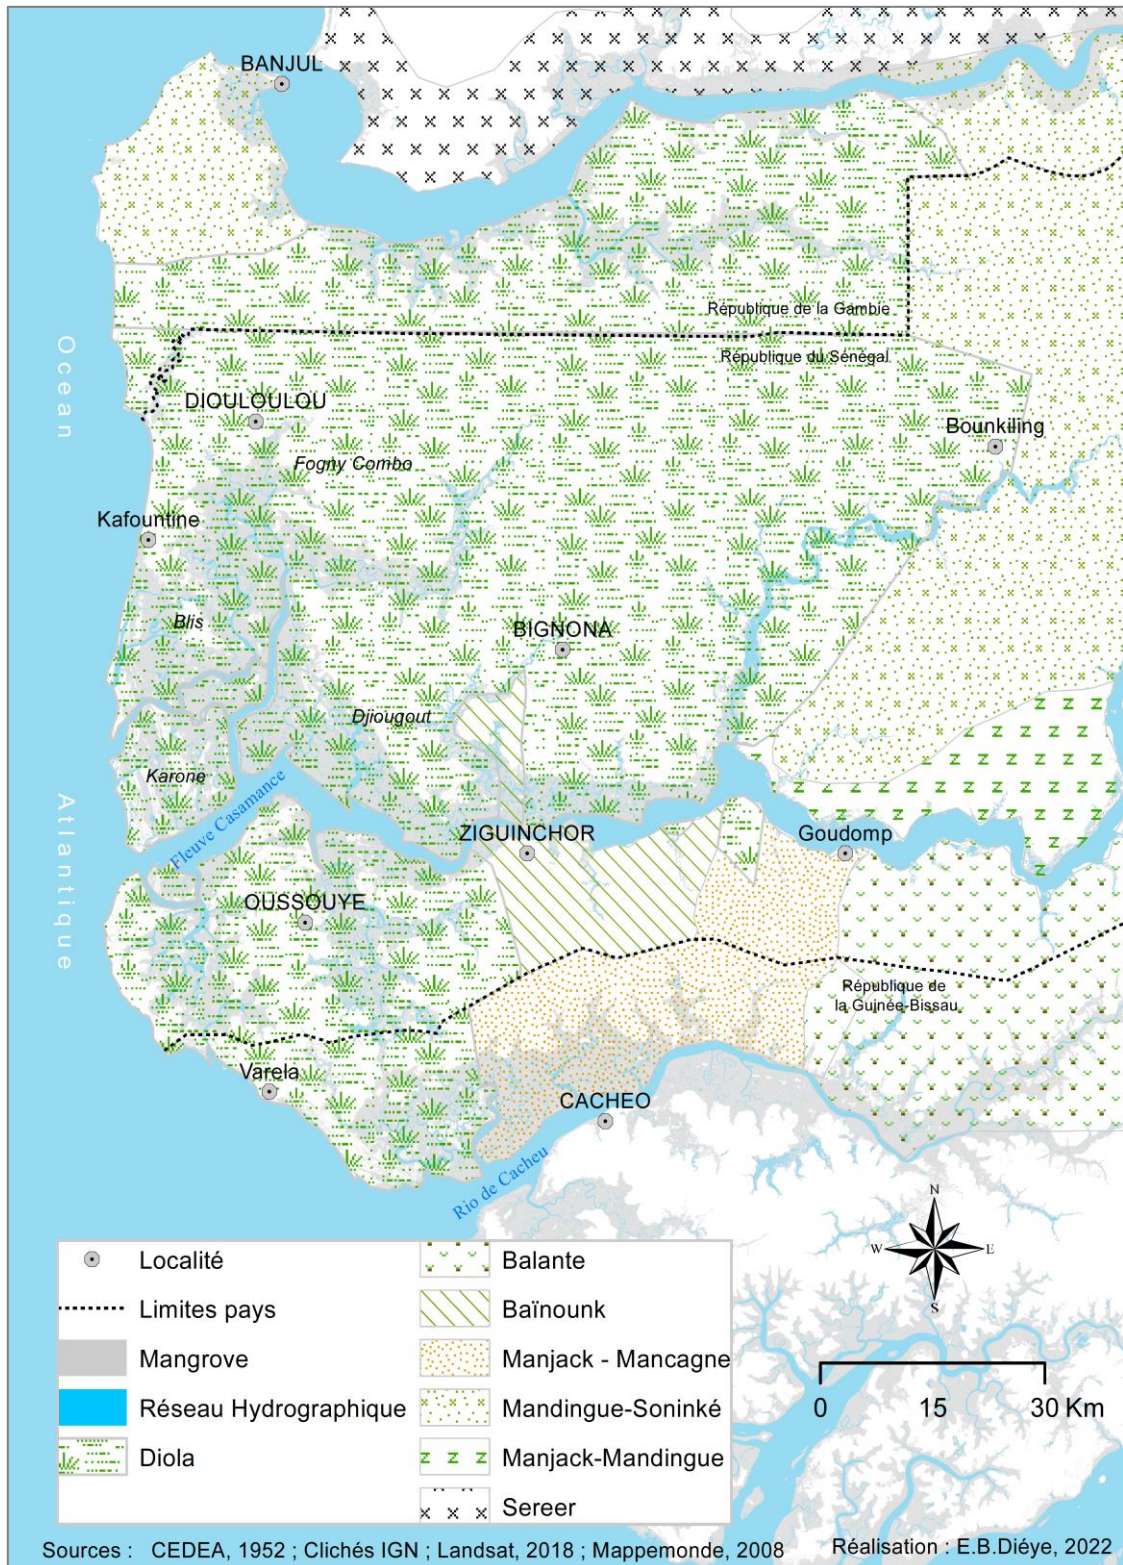 BANJUL
République de la Gambie
République du Sénégal
Ocean
DIOULOULOU
Bounkiling
Fogny Combo
Kafountine
Blis
BIGNONA
Djiougout
Karone
Atlantique
Fleuve Casamance
ZIGUINCHOR
Goudomp
OUSSOUYE
République de
la Guinée-Bissau
Varela
CACHEO
Rio de Cacheu
N
W
E
S
Localité
Limites pays
Mangrove
Réseau Hydrographique
Diola
Balante
Baïnounk
Manjack - Mancagne
Mandingue-Soninké
Manjack-Mandingue
Sereer
0 15 30 Km
Sources : CEDEA, 1952 ; Clichés IGN ; Landsat, 2018 ; Mappemonde, 2008
Réalisation : E.B.Diéye, 2022